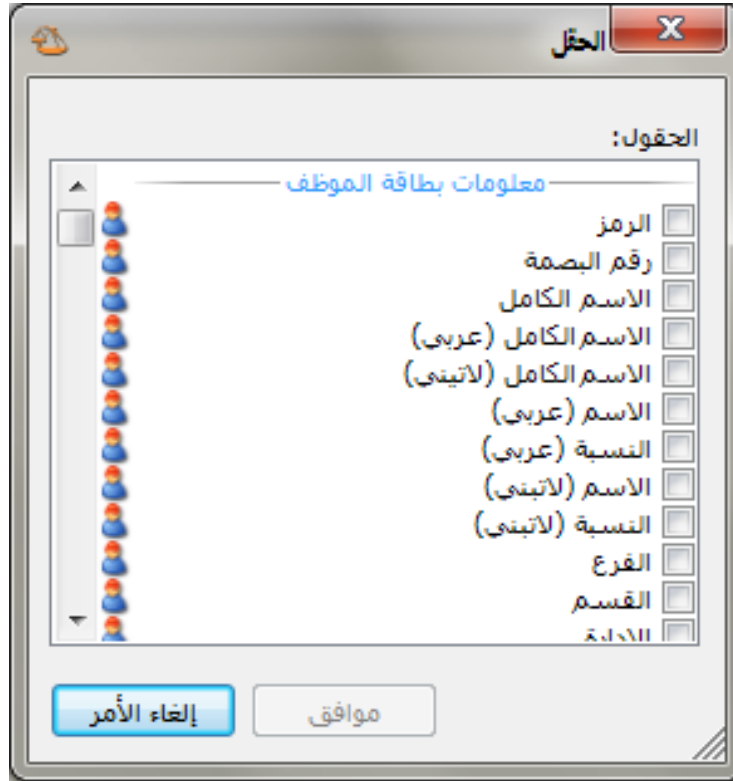 الحقل
الحقول:
معلومات بطاقة الموظف
الرمز
رقم البصمة
الاسم الكامل
الاسم الكامل (عربي)
الاسم الكامل (لاتيني)
الاسم (عربي)
النسبة (عربي)
الاسم (لاتيني)
النسبة (لاتيني)
الفرع
القسم
الادارة
موافق
إلغاء الأمر